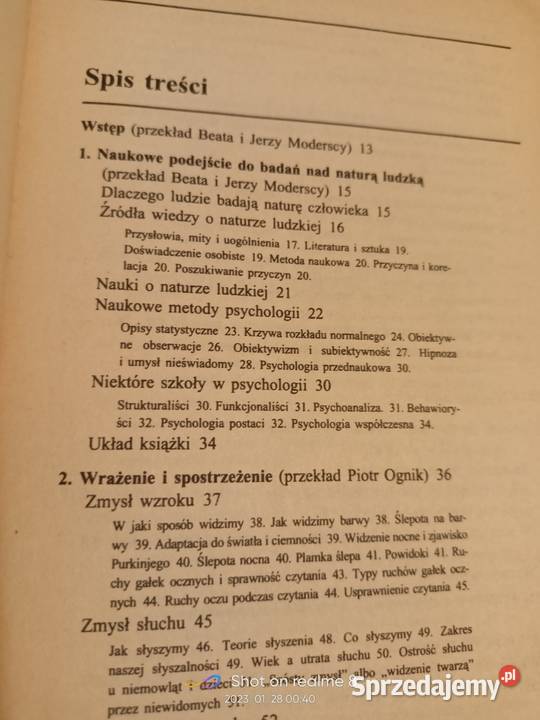 Spis treści
Wstęp (przekład Beata i Jerzy Moderscy) 13
1. Naukowe podejście do badań nad naturą ludzką
(przekład Beata i Jerzy Moderscy) 15
Dlaczego ludzie badają naturę człowieka 15
Źródła wiedzy o naturze ludzkiej 16
Przysłowia, mity i uogólnienia 17. Literatura i sztuka 19.
Doświadczenie osobiste 19. Metoda naukowa 20. Przyczyna i kore-
lacja 20. Poszukiwanie przyczyn 20.
Nauki o naturze ludzkiej 21
Naukowe metody psychologii 22
Opisy statystyczne 23. Krzywa rozkładu normalnego 24. Obiektyw-
ne obserwacje 26. Obiektywizm i subiektywność 27. Hipnoza
i umysł nieświadomy 28. Psychologia przednaukowa 30.
Niektóre szkoły w psychologii 30
Strukturaliści 30. Funkcjonaliści 31. Psychoanaliza. 31. Behawiory-
ści 32. Psychologia postaci 32. Psychologia współczesna 34.
Układ książki 34
2. Wrażenie i spostrzeżenie (przekład Piotr Ognik) 36
Zmysł wzroku 37
W jaki sposób widzimy 38. Jak widzimy barwy 38. Ślepota na bar-
wy 39. Adaptacja do światła i ciemności 39. Widzenie nocne i zjawisko
Purkinjego 40. Ślepota nocna 40. Plamka ślepa 41. Powidoki 41. Ru-
chy gałek ocznych i sprawność czytania 43. Typy ruchów gałek ocz-
nych 44. Ruchy oczu podczas czytania 44. Usprawnienie czytania 45.
Zmysł słuchu 45
Jak słyszymy 46. Teorie słyszenia 48. Co słyszymy 49. Zakres
naszej słyszalności 49. Wiek a utrata słuchu 50. Ostrość słuchu
u niemowląt i dzieci zmysł" albo „widzenie twarzą"
przez niewidomych 51.
Shot on realme 8
2023.01.28 00:40
Sprzedajemy.pl